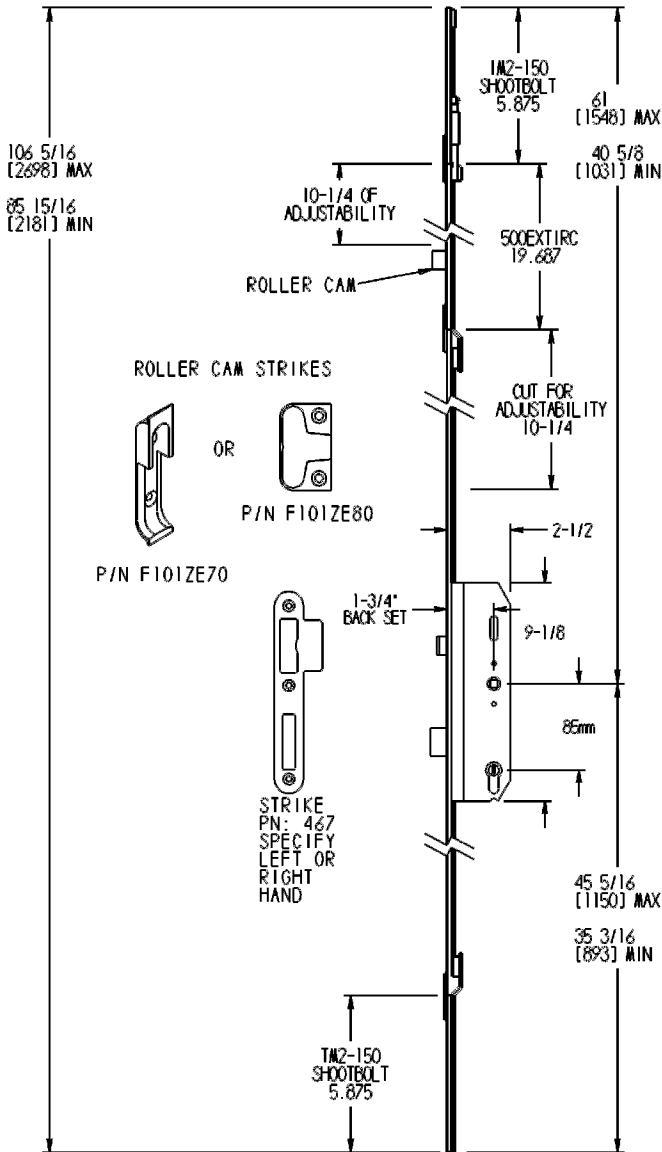 IM2-150
SHOOTBOLT
5.875
61
[1548] MAX
40 5/8
[1031] MIN
106 5/16
[2698] MAX
85 15/16
[2181] MIN
10-1/4 OF
ADJUSTABILITY
500EXTIRC
19.687
ROLLER CAM
ROLLER CAM STRIKES
OR
CUT FOR
ADJUSTABILITY
10-1/4
P/N F101ZE80
P/N F101ZE70
2-1/2
1-3/4"
BACK SET
9-1/8
85mm
STRIKE
PN: 467
SPECIFY
LEFT OR
RIGHT
HAND
45 5/16
[1150] MAX
35 3/16
[893] MIN
TM2-150
SHOOTBOLT
5.875